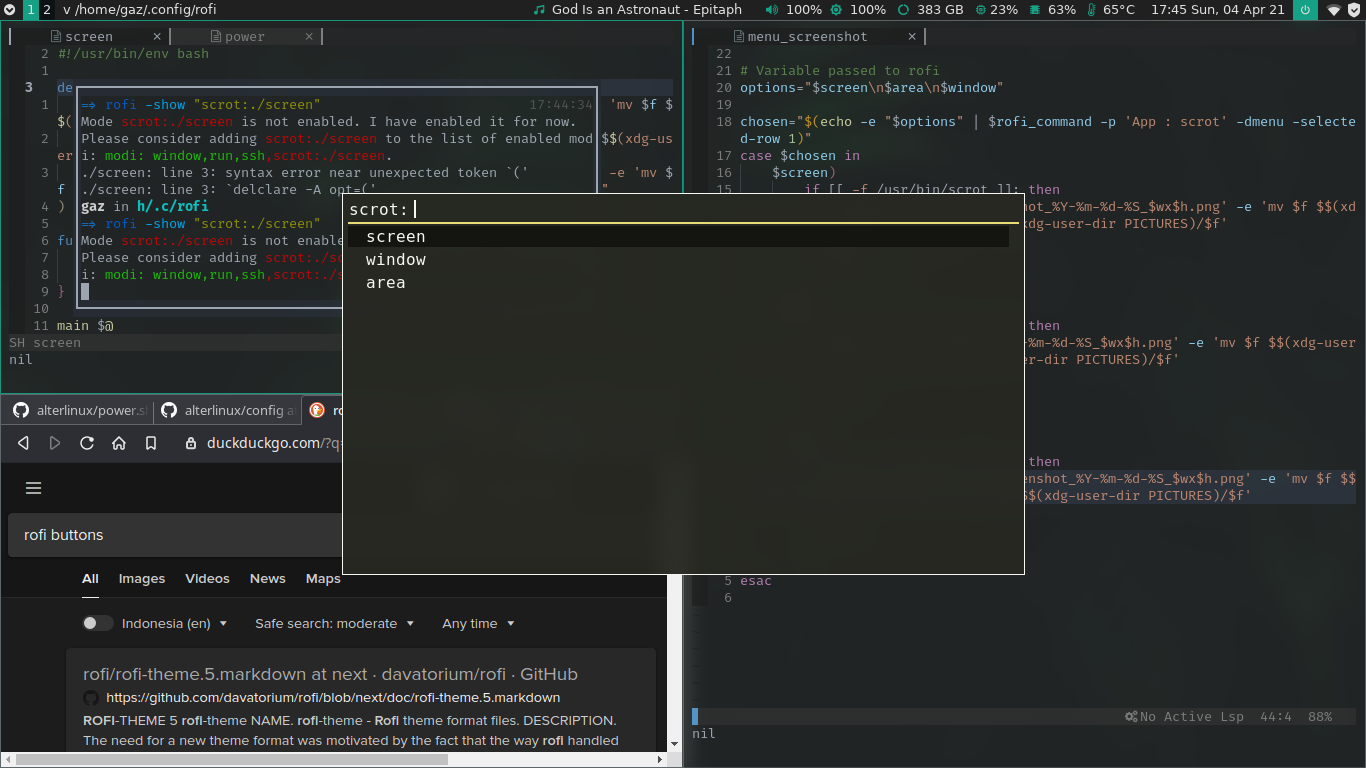 1 2 v /home/gaz/.config/rofi God Is an Astronaut - Epitaph 100% 100% 383 GB 23% 63% 65°C 17:45 Sun, 04 Apr 21
screen × power ×
2 #!/usr/bin/env bash
1
3 de
⇒ rofi -show "scrot:./screen" 17:44:34
Mode scrot:./screen is not enabled. I have enabled it for now.
Please consider adding scrot:./screen to the list of enabled mod
i: modi: window,run,ssh,scrot:./screen.
./screen: line 3: syntax error near unexpected token `('
./screen: line 3: `delclare -A opt=('
gaz in h/.c/rofi
⇒ rofi -show "scrot:./screen"
Mode scrot:./screen is not enable
Please consider adding scrot:./sc
i: modi: window,run,ssh,scrot:./s
1 'mv $f $
$(
2 $$(xdg-us
er
3 -e 'mv $
f "
4 )
5
6 fu
7
8
9 }
10
11 main $@
SH screen
nil
scrot:
screen
window
area
menu_screenshot ×
22
21 # Variable passed to rofi
20 options="$screen\n$area\n$window"
19
18 chosen="$(echo -e "$options" | $rofi_command -p 'App : scrot' -dmenu -selecte
d-row 1)"
17 case $chosen in
16 $screen)
15 if [[ -f /usr/bin/scrot ]]; then
ot_%Y-%m-%d-%S_$wx$h.png' -e 'mv $f $$(xd
dg-user-dir PICTURES)/$f'
then
%m-%d-%S_$wx$h.png' -e 'mv $f $$(xdg-user
er-dir PICTURES)/$f'
then
enshot_%Y-%m-%d-%S_$wx$h.png' -e 'mv $f $$
$(xdg-user-dir PICTURES)/$f'
5 esac
6
No Active Lsp 44:4 88%
nil
alterlinux/power.s alterlinux/config a ro
duckduckgo.com/?q=
rofi buttons
All Images Videos News Maps
Indonesia (en) Safe search: moderate Any time
rofi/rofi-theme.5.markdown at next · davatorium/rofi · GitHub
https://github.com/davatorium/rofi/blob/next/doc/rofi-theme.5.markdown
ROFI-THEME 5 rofi-theme NAME. rofi-theme - Rofi theme format files. DESCRIPTION.
The need for a new theme format was motivated by the fact that the way rofi handled